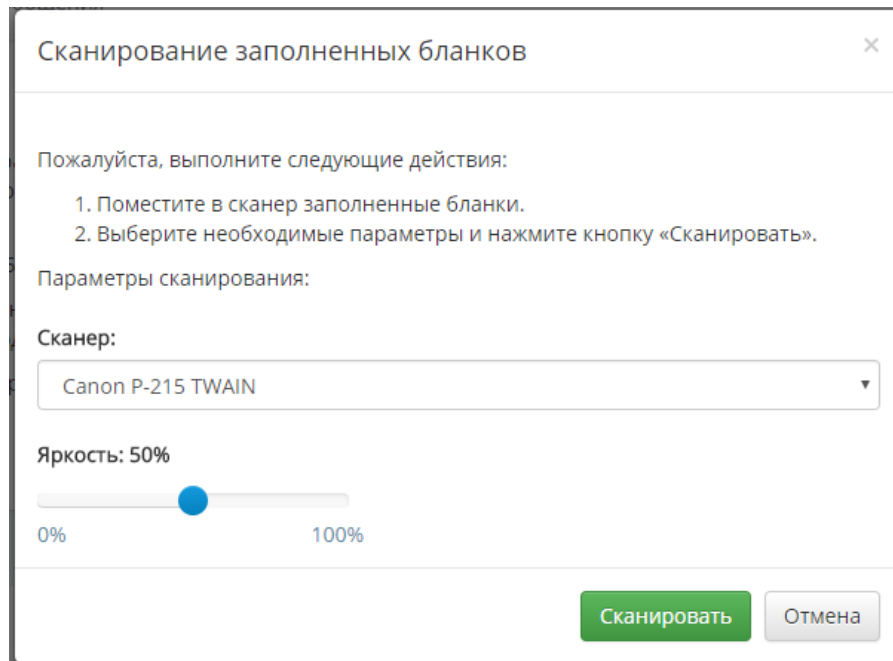 Сканирование заполненных бланков
×
Пожалуйста, выполните следующие действия:
1. Поместите в сканер заполненные бланки.
2. Выберите необходимые параметры и нажмите кнопку «Сканировать».
Параметры сканирования:
Сканер:
Canon P-215 TWAIN
Яркость: 50%
0% 100%
Сканировать Отмена